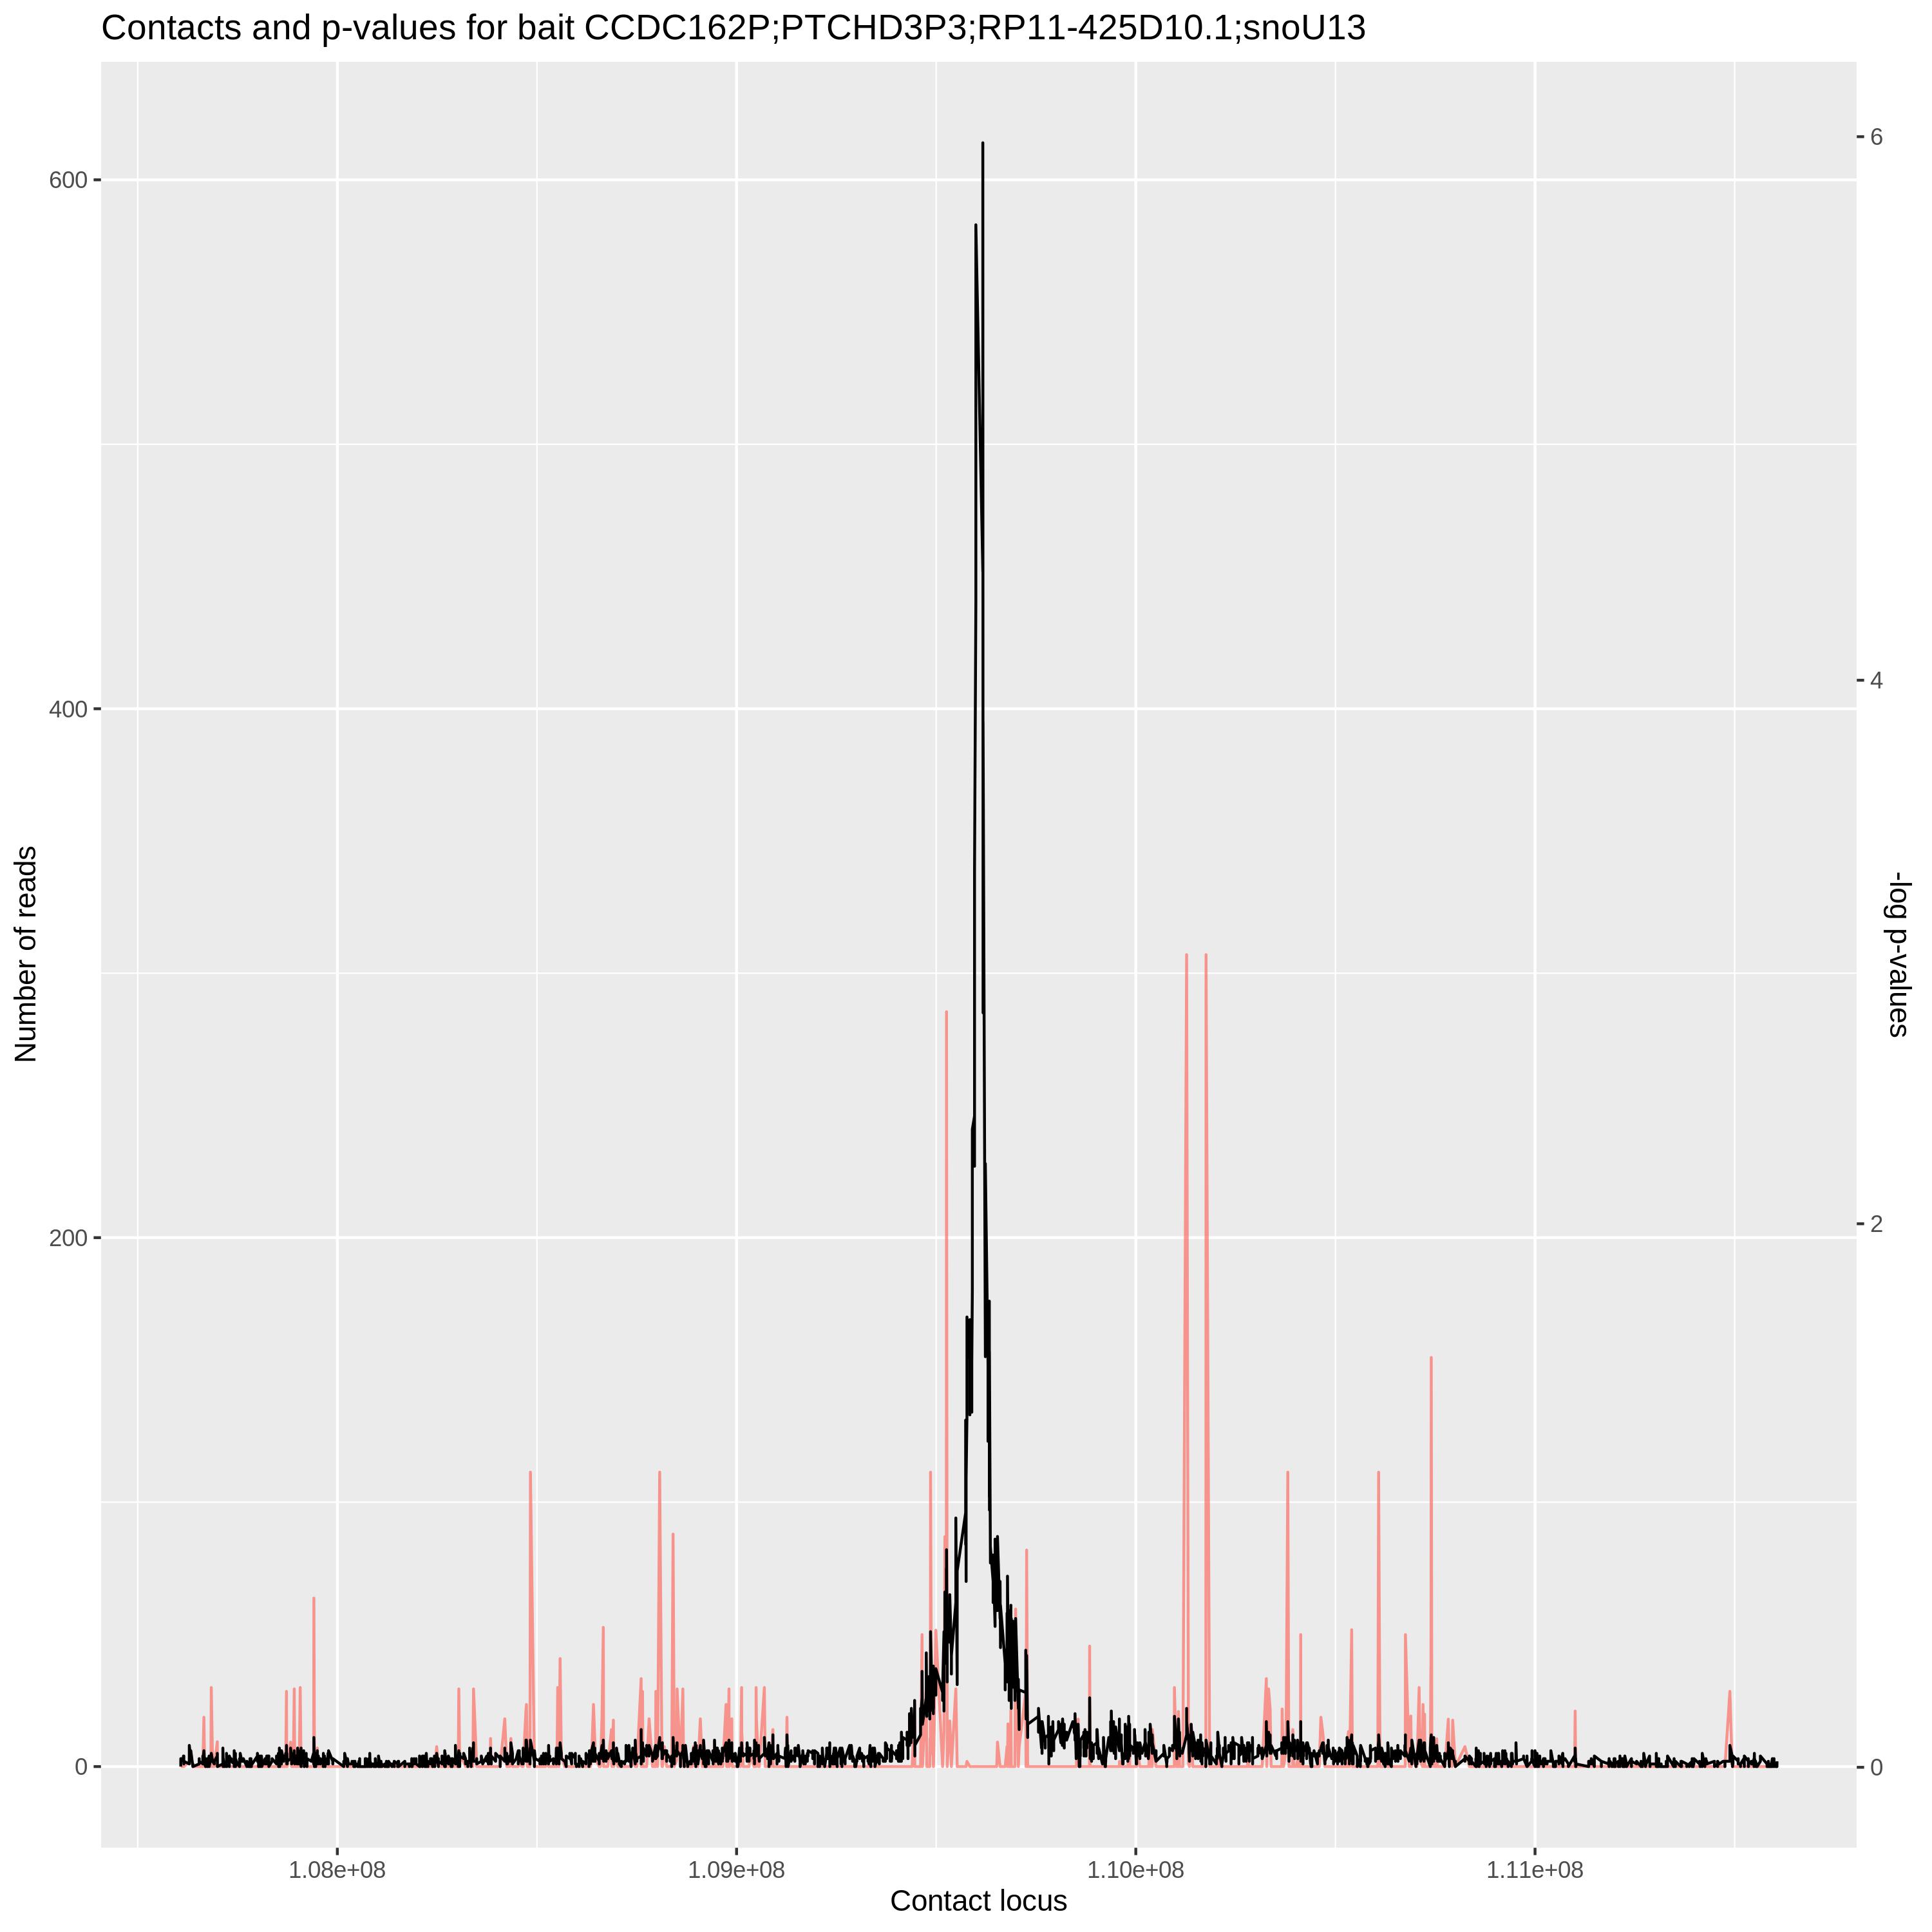 Contacts and p-values for bait CCDC162P;PTCHD3P3;RP11-425D10.1;snoU13
600
400
200
0
Number of reads
6
4
2
0
-log p-values
1.08e+08
1.09e+08
1.10e+08
1.11e+08
Contact locus